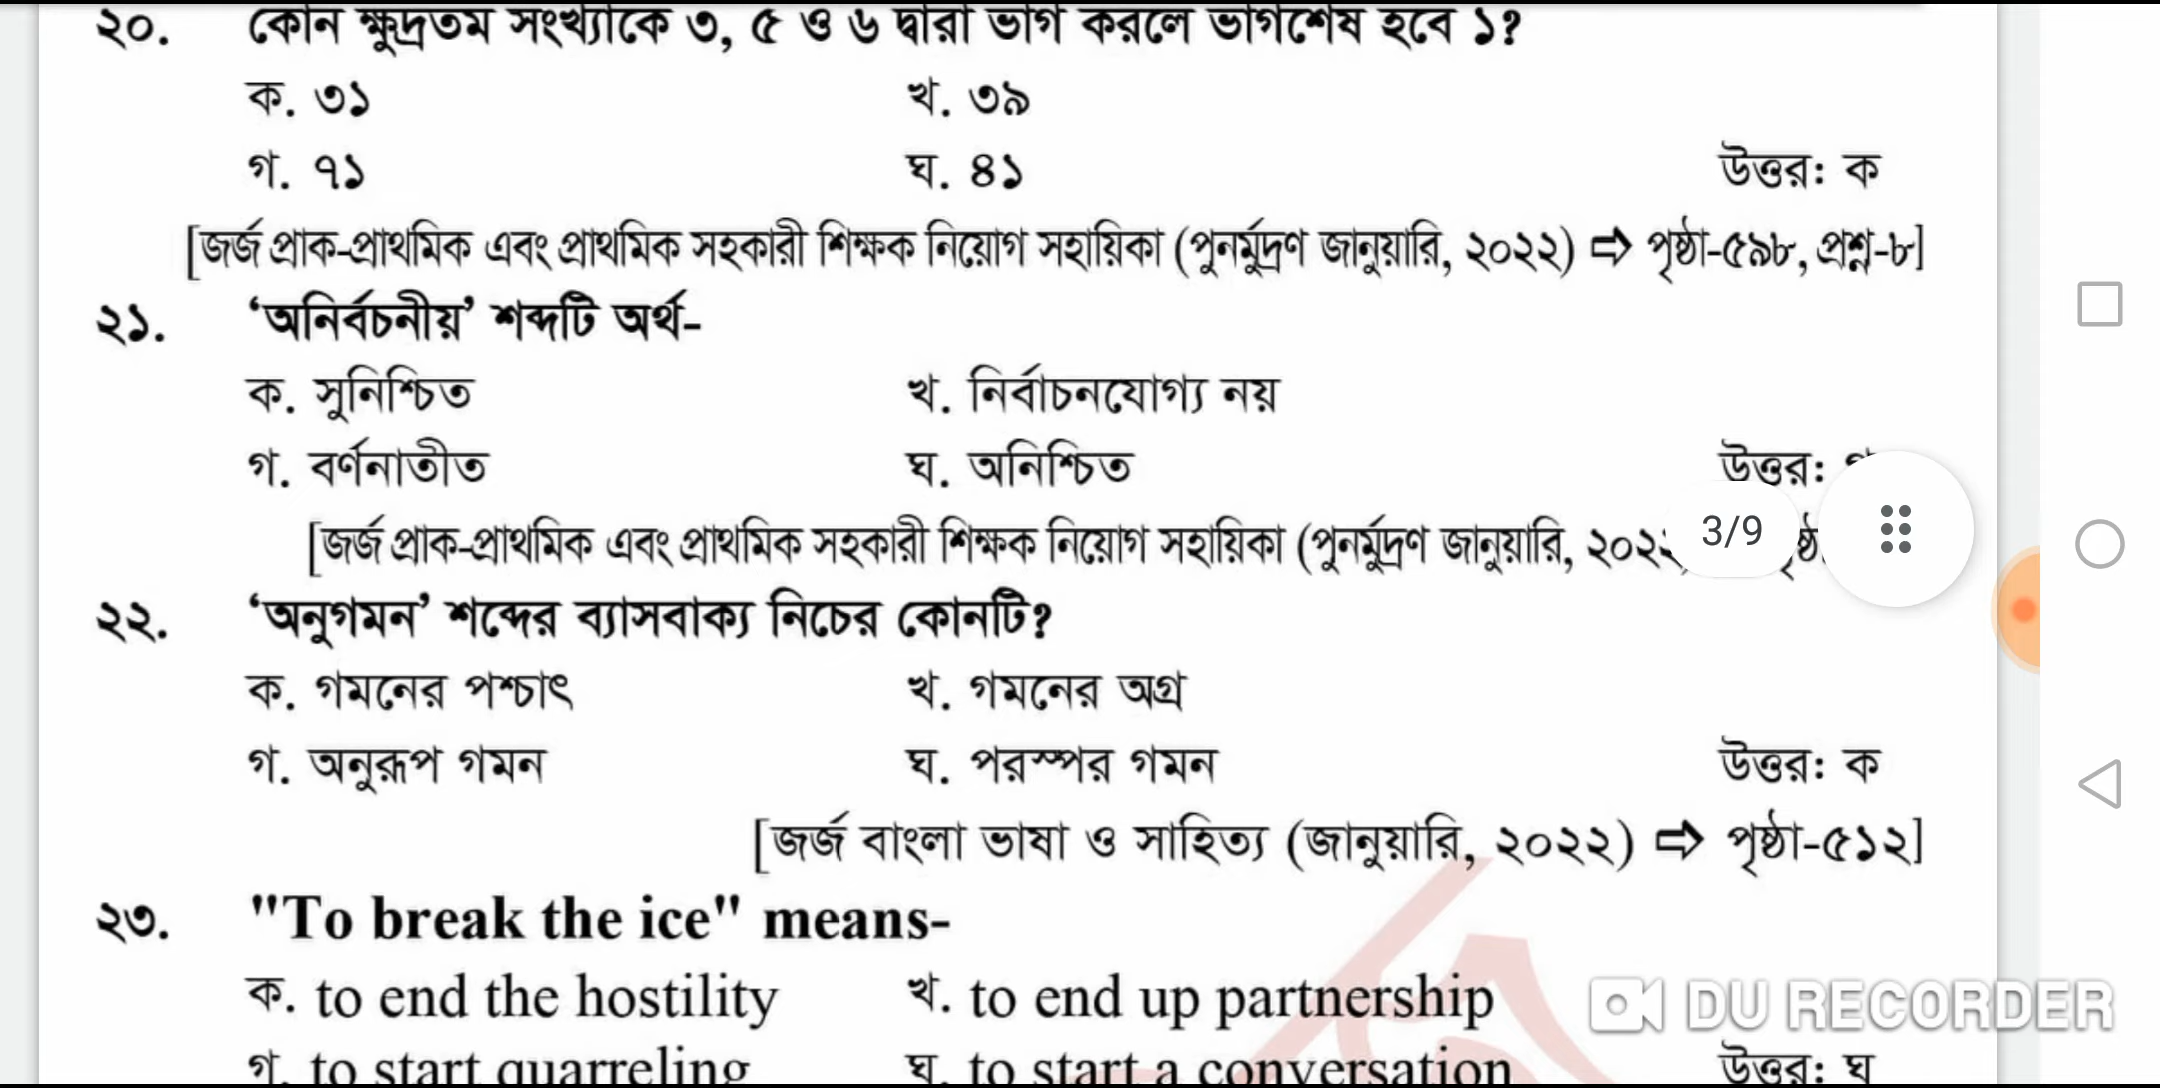 ২০. কোন ক্ষুদ্রতম সংখ্যাকে ৩, ৫ ও ৬ দ্বারা ভাগ করলে ভাগশেষ হবে ১?
ক. ৩১ খ. ৩৯
গ. ৭১ ঘ. ৪১ উত্তরঃ ক
[জর্জ প্রাক-প্রাথমিক এবং প্রাথমিক সহকারী শিক্ষক নিয়োগ সহায়িকা (পুনর্মুদ্রণ জানুয়ারি, ২০২২) ⇨ পৃষ্ঠা-৫৯৮, প্রশ্ন-৮]
২১. ‘অনির্বচনীয়’ শব্দটি অর্থ-
ক. সুনিশ্চিত খ. নির্বাচনযোগ্য নয়
গ. বর্ণনাতীত ঘ. অনিশ্চিত উত্তরঃ
[জর্জ প্রাক-প্রাথমিক এবং প্রাথমিক সহকারী শিক্ষক নিয়োগ সহায়িকা (পুনর্মুদ্রণ জানুয়ারি, ২০২২
3/9
২২. ‘অনুগমন’ শব্দের ব্যাসবাক্য নিচের কোনটি?
ক. গমনের পশ্চাৎ খ. গমনের অগ্র
গ. অনুরূপ গমন ঘ. পরস্পর গমন উত্তরঃ ক
[জর্জ বাংলা ভাষা ও সাহিত্য (জানুয়ারি, ২০২২) ⇨ পৃষ্ঠা-৫১২]
২৩. "To break the ice" means-
ক. to end the hostility খ. to end up partnership
গ. to start quarreling ঘ. to start a conversation উত্তরঃ ঘ
DU RECORDER